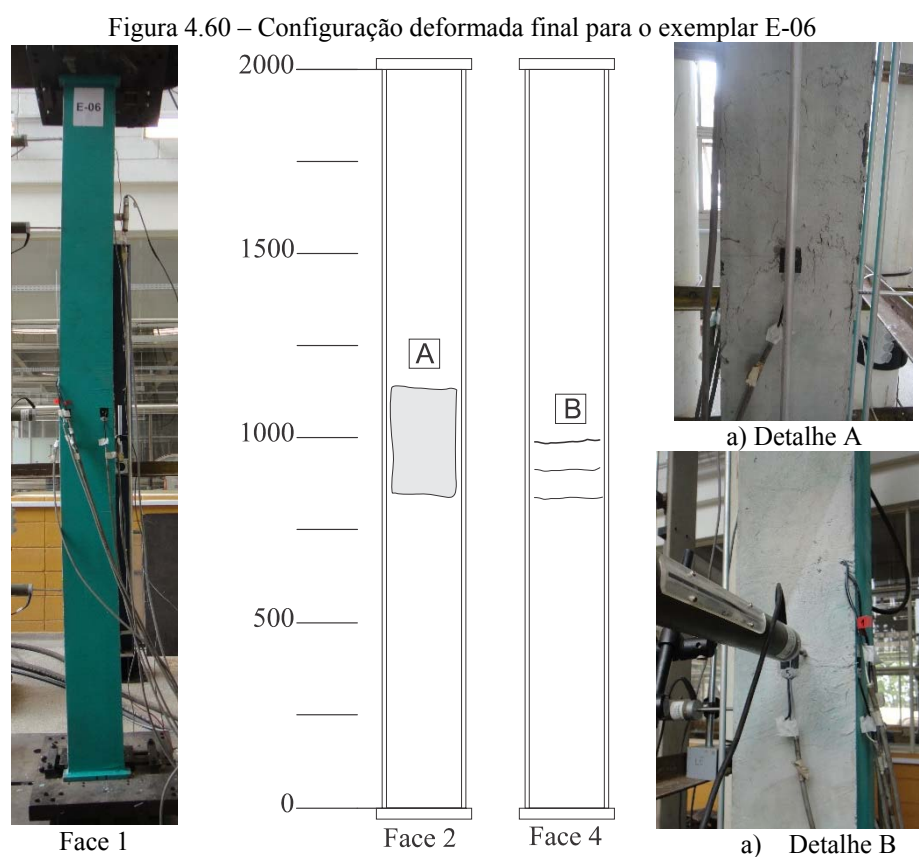 Figura 4.60 – Configuração deformada final para o exemplar E-06
E-06
2000
1500
1000
500
0
A
B
Face 1
Face 2
Face 4
a) Detalhe A
a) Detalhe B